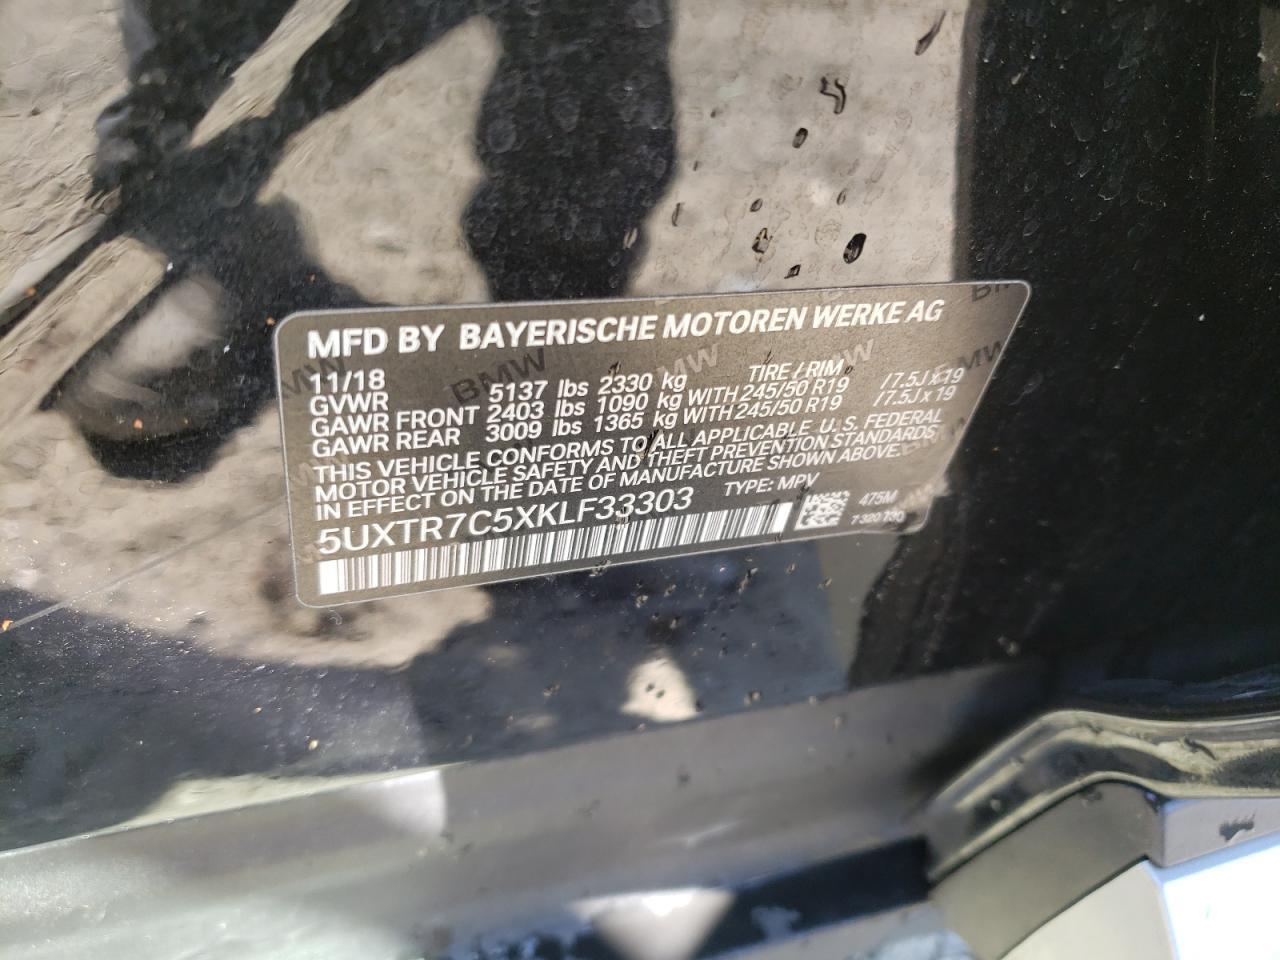 MFD BY BAYERISCHE MOTOREN WERKE AG
11/18 TIRE / RIM
GVWR 5137 lbs 2330 kg
GAWR FRONT 2403 lbs 1090 kg WITH 245/50 R19 / 7.5J x 19
GAWR REAR 3009 lbs 1365 kg WITH 245/50 R19 / 7.5J x 19
THIS VEHICLE CONFORMS TO ALL APPLICABLE U.S. FEDERAL
MOTOR VEHICLE SAFETY AND THEFT PREVENTION STANDARDS
IN EFFECT ON THE DATE OF MANUFACTURE SHOWN ABOVE.
5UXTR7C5XKLF33303 TYPE: MPV
475M
7 320 730